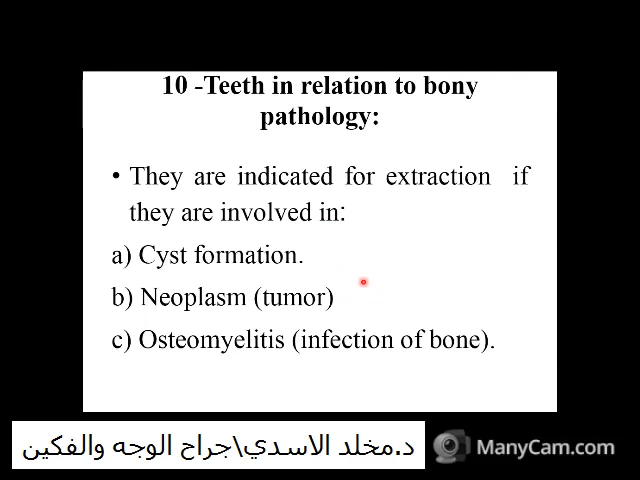 10 -Teeth in relation to bony
pathology:
• They are indicated for extraction if
they are involved in:
a) Cyst formation.
b) Neoplasm (tumor)
c) Osteomyelitis (infection of bone).
د.مخلد الاسدي\جراح الوجه والفكين
ManyCam.com